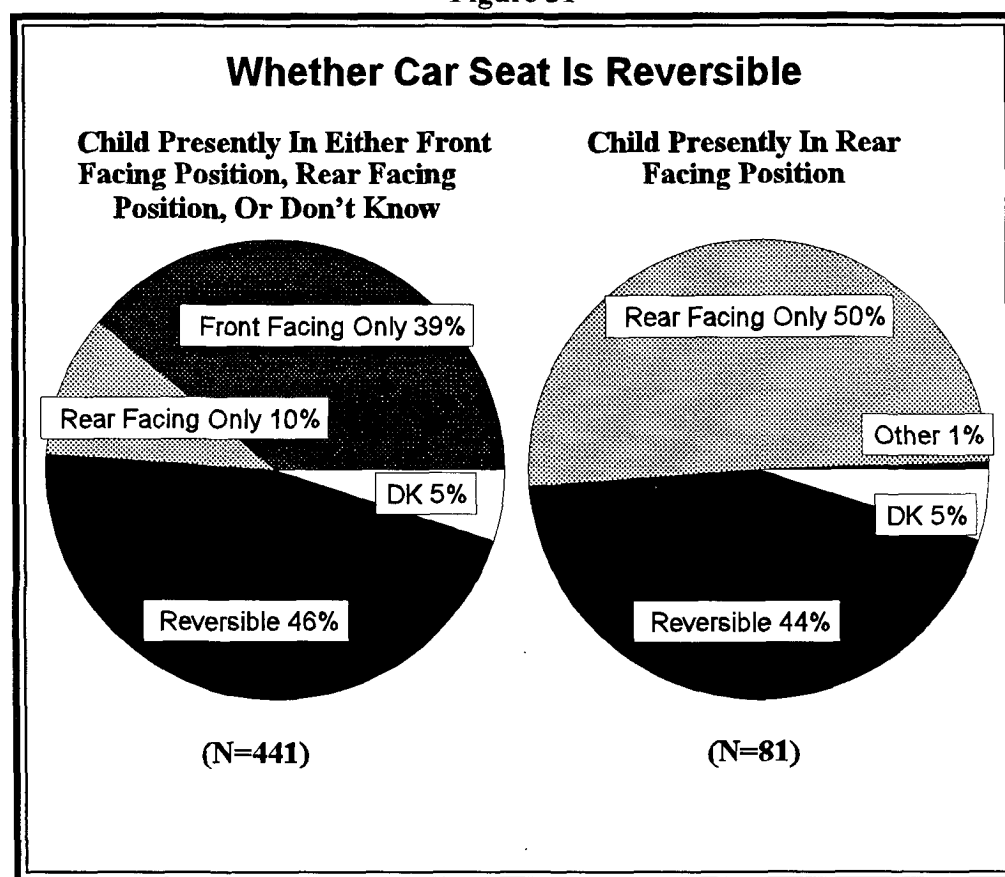 Whether Car Seat Is Reversible
Child Presently In Either Front
Facing Position, Rear Facing
Position, Or Don't Know
Front Facing Only 39%
Rear Facing Only 10%
DK 5%
Reversible 46%
(N=441)
Child Presently In Rear
Facing Position
Rear Facing Only 50%
Other 1%
DK 5%
Reversible 44%
(N=81)